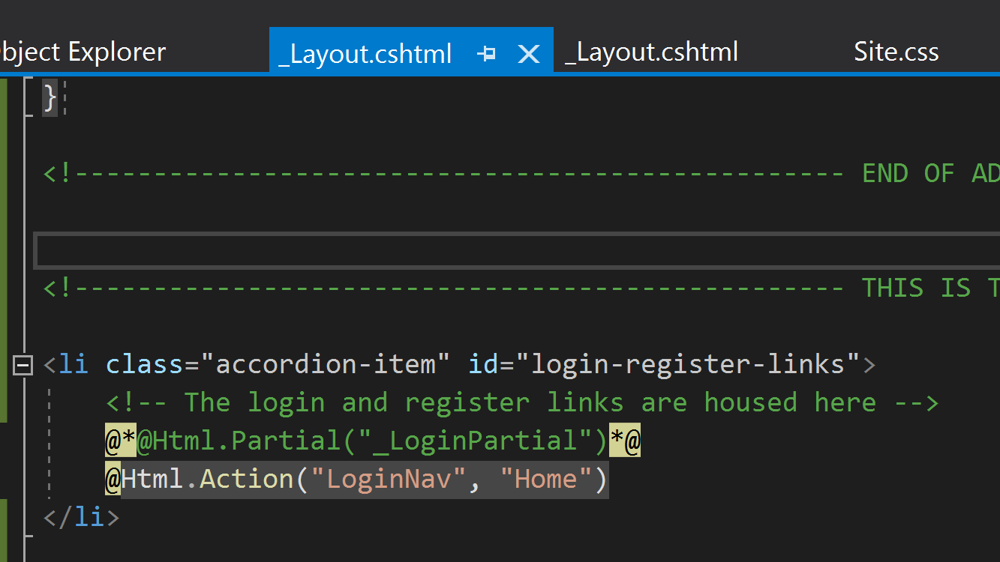 bject Explorer
_Layout.cshtml
_Layout.cshtml
Site.css
}
<!------------------------------------------------- END OF AD
<!------------------------------------------------- THIS IS T
<li class="accordion-item" id="login-register-links">
<!-- The login and register links are housed here -->
@*@Html.Partial("_LoginPartial")*@
@Html.Action("LoginNav", "Home")
</li>